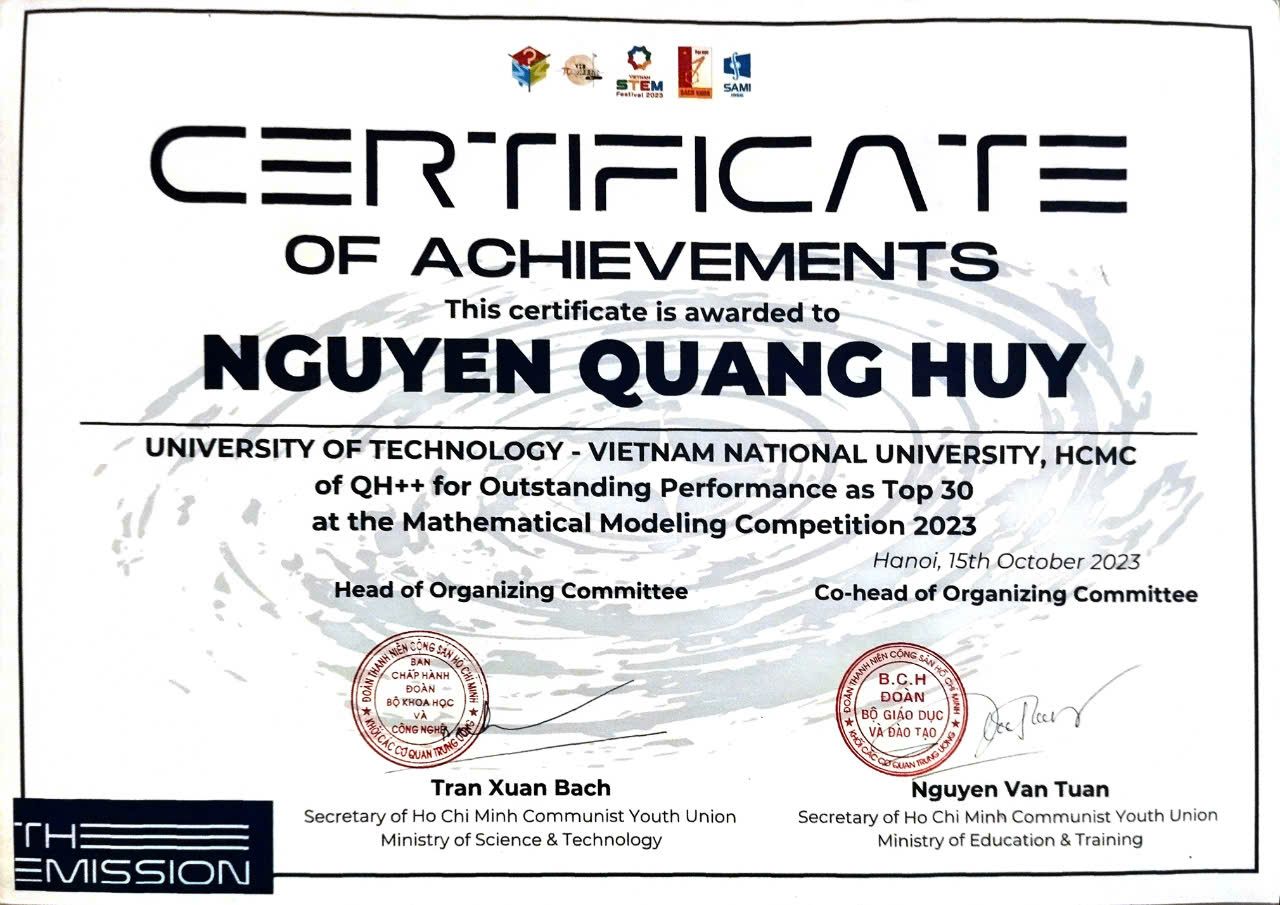 VIETNAM
STEM
Festival 2023
BÁCH KHOA
SAMI
CERTIFICATE
OF ACHIEVEMENTS
This certificate is awarded to
NGUYEN QUANG HUY
UNIVERSITY OF TECHNOLOGY - VIETNAM NATIONAL UNIVERSITY, HCMC
of QH++ for Outstanding Performance as Top 30
at the Mathematical Modeling Competition 2023
Hanoi, 15th October 2023
Head of Organizing Committee
Co-head of Organizing Committee
ĐOÀN THANH NIÊN CỘNG SẢN HỒ CHÍ MINH
BAN
CHẤP HÀNH
ĐOÀN
BỘ KHOA HỌC
VÀ
CÔNG NGHỆ
KHỐI CÁC CƠ QUAN TRUNG ƯƠNG
ĐOÀN THANH NIÊN CỘNG SẢN HỒ CHÍ MINH
B.C.H
ĐOÀN
BỘ GIÁO DỤC
VÀ ĐÀO TẠO
KHỐI CÁC CƠ QUAN TRUNG ƯƠNG
Tran Xuan Bach
Secretary of Ho Chi Minh Communist Youth Union
Ministry of Science & Technology
Nguyen Van Tuan
Secretary of Ho Chi Minh Communist Youth Union
Ministry of Education & Training
THE
EMISSION